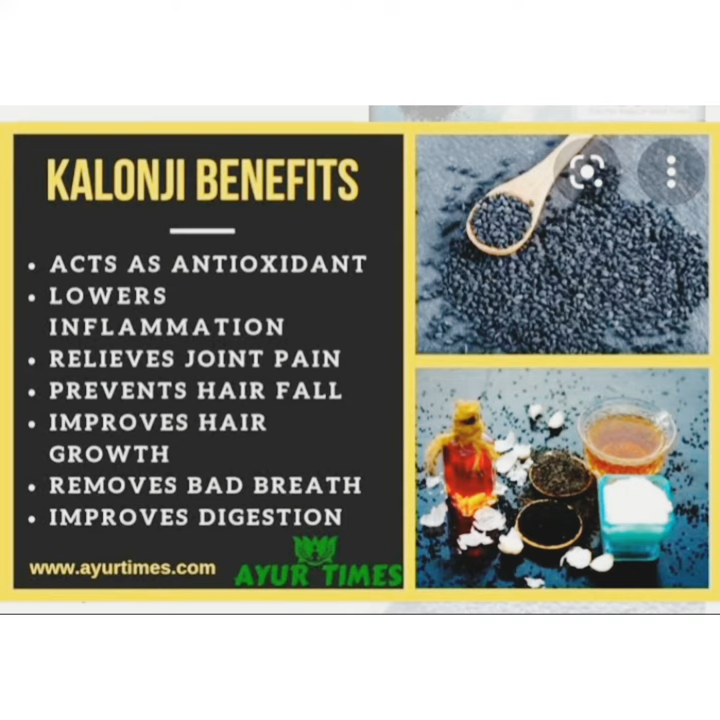 KALONJI BENEFITS
• ACTS AS ANTIOXIDANT
• LOWERS
INFLAMMATION
• RELIEVES JOINT PAIN
• PREVENTS HAIR FALL
• IMPROVES HAIR
GROWTH
• REMOVES BAD BREATH
• IMPROVES DIGESTION
www.ayurtimes.com
AYUR TIMES